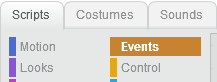 Scripts Costumes Sounds
Motion Events
Looks Control